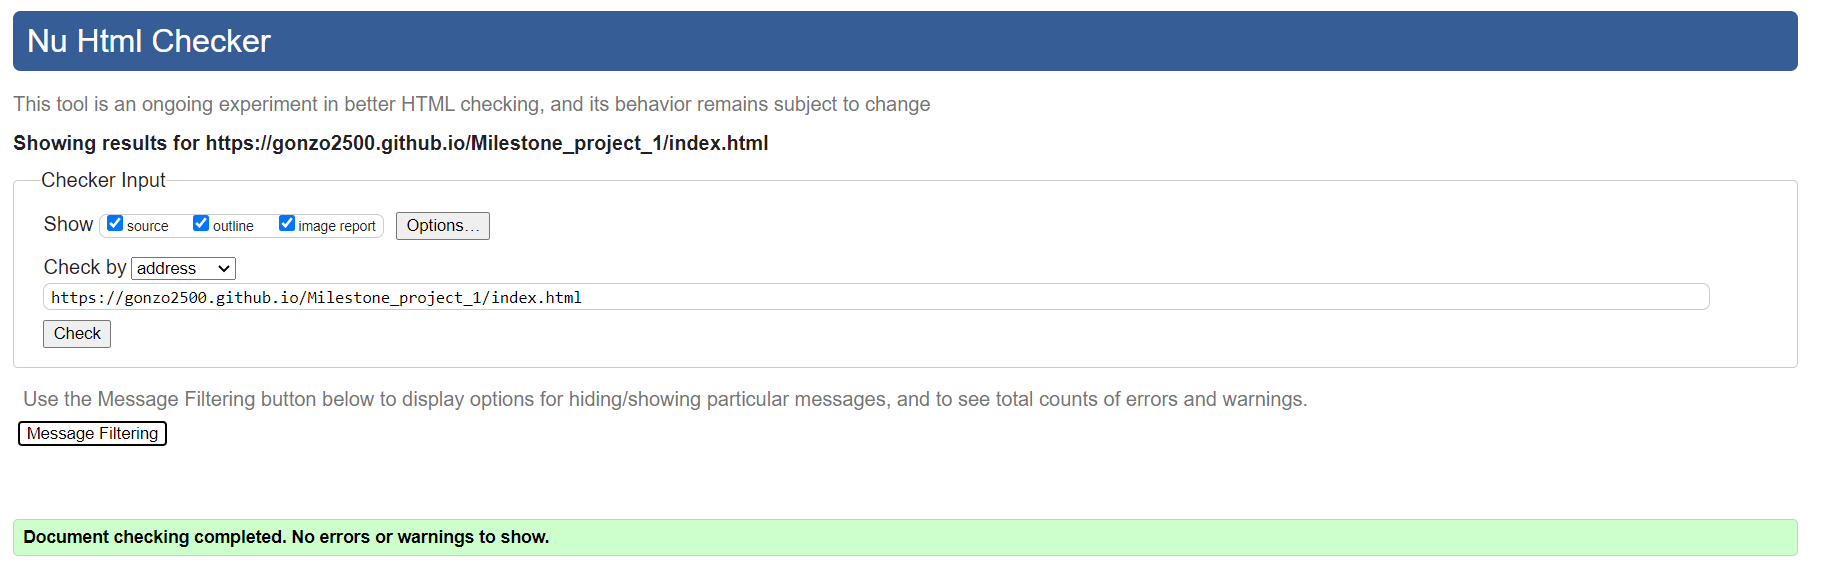 Nu Html Checker
This tool is an ongoing experiment in better HTML checking, and its behavior remains subject to change
Showing results for https://gonzo2500.github.io/Milestone_project_1/index.html
Checker Input
Show source outline image report Options…
Check by address
https://gonzo2500.github.io/Milestone_project_1/index.html
Check
Use the Message Filtering button below to display options for hiding/showing particular messages, and to see total counts of errors and warnings.
Message Filtering
Document checking completed. No errors or warnings to show.